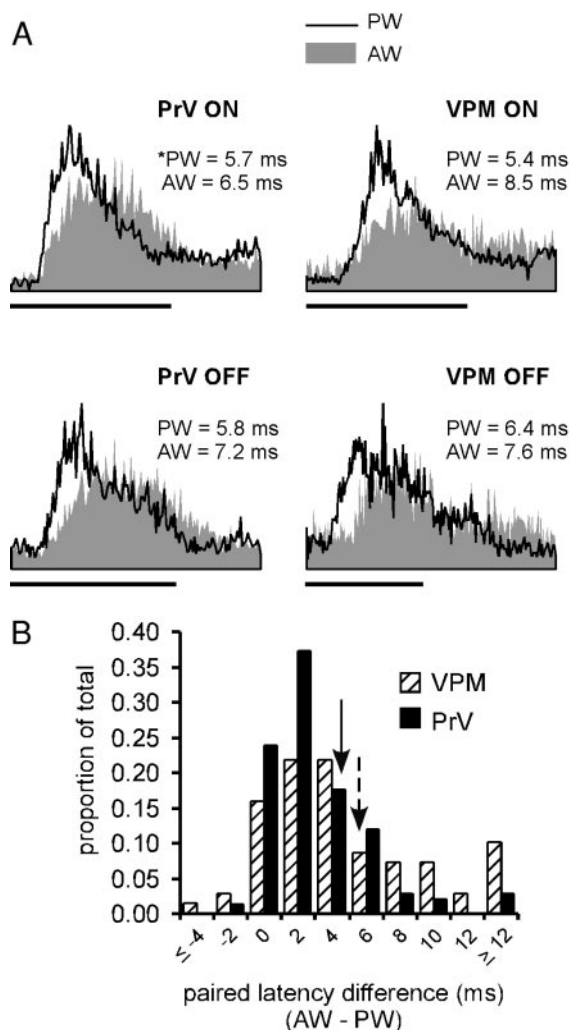 A
PW
AW
PrV ON
*PW = 5.7 ms
AW = 6.5 ms
VPM ON
PW = 5.4 ms
AW = 8.5 ms
PrV OFF
PW = 5.8 ms
AW = 7.2 ms
VPM OFF
PW = 6.4 ms
AW = 7.6 ms
B
proportion of total
0.40
0.35
0.30
0.25
0.20
0.15
0.10
0.05
0.00
VPM
PrV
≤ -4
-2
0
2
4
6
8
10
12
≥ 12
paired latency difference (ms)
(AW - PW)